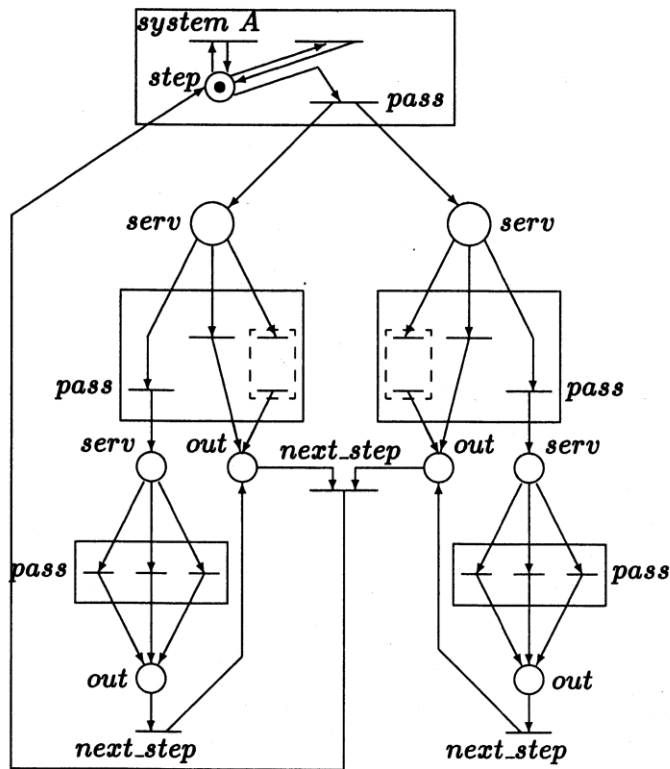 system A
step
pass
serv
serv
pass
pass
serv
out
next_step
out
serv
pass
pass
out
out
next_step
next_step